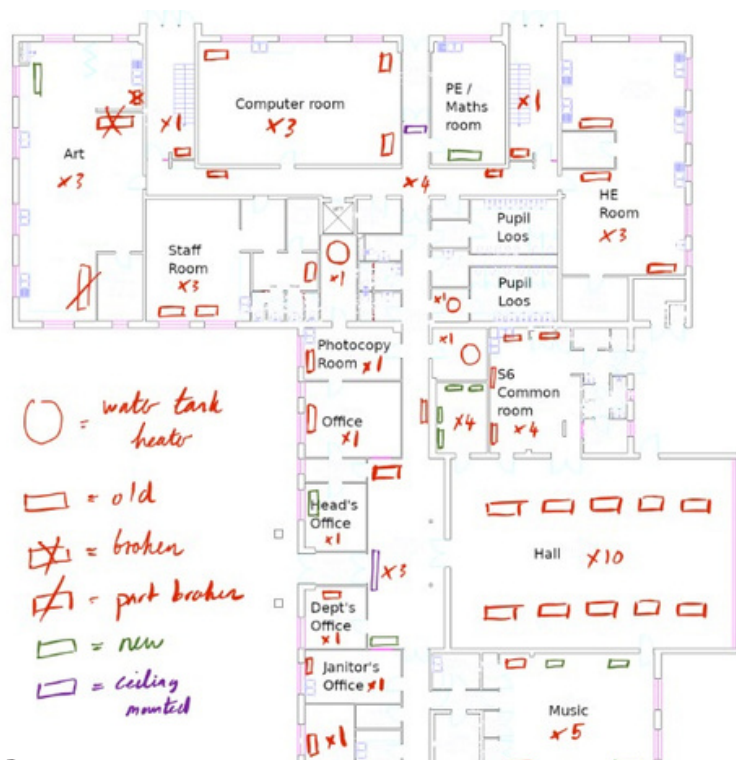 Computer room
x3
PE /
Maths
room
x1
x1
Art
x3
x4
HE
Room
x3
Pupil
Loos
Staff
Room
x3
x1
Pupil
Loos
x1
x1
Photocopy
Room x1
S6
Common
room
x4
Office
x1
x4
Head's
Office
x1
Hall
x10
x3
Dept's
Office
x1
Janitor's
Office x1
x1
Music
x5
= water tank
heater
= old
= broken
= part broken
= new
= ceiling
mounted